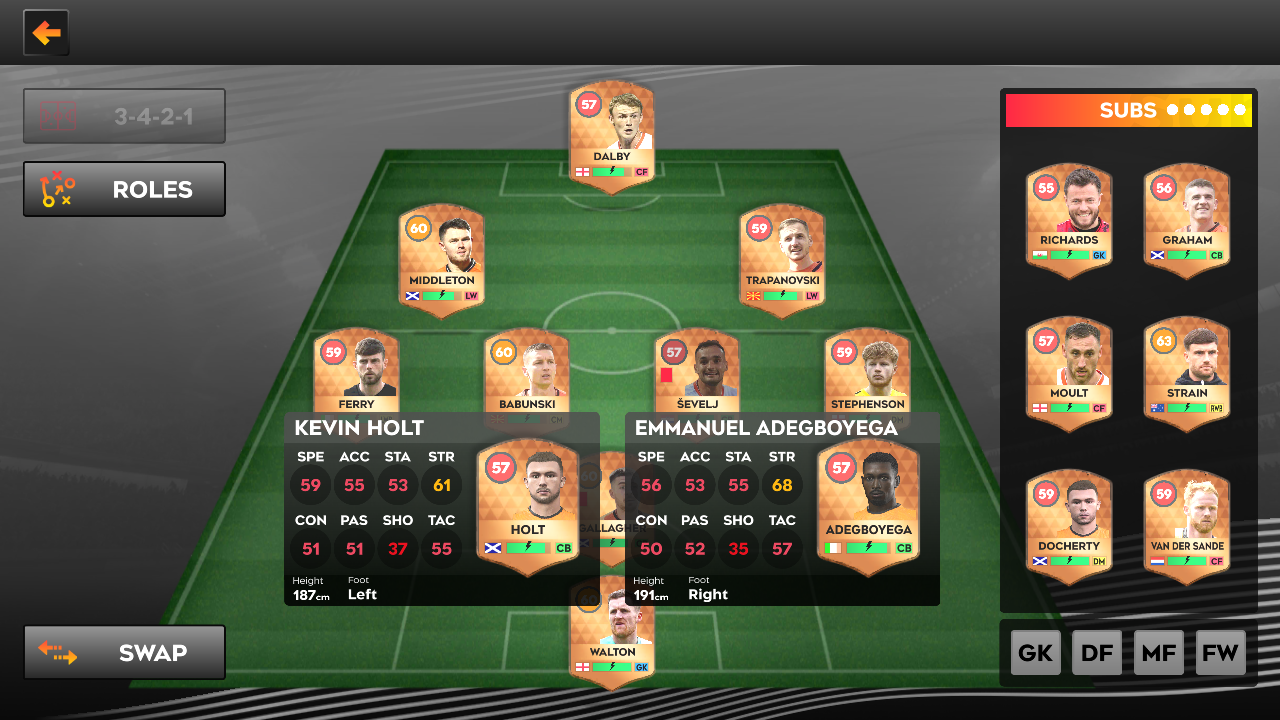 3-4-2-1
ROLES
57
DALBY
CF
60
MIDDLETON
LW
59
TRAPANOVSKI
LW
59
FERRY
60
BABUNSKI
57
ŠEVELJ
59
STEPHENSON
KEVIN HOLT
SPE ACC STA STR
59 55 53 61
CON PAS SHO TAC
51 51 37 55
Height
187cm
Foot
Left
57
HOLT
CB
GALLAGHER
EMMANUEL ADEGBOYEGA
SPE ACC STA STR
56 53 55 68
CON PAS SHO TAC
50 52 35 57
Height
191cm
Foot
Right
57
ADEGBOYEGA
CB
WALTON
GK
SWAP
SUBS
55
RICHARDS
GK
56
GRAHAM
CB
57
MOULT
CF
63
STRAIN
RWB
59
DOCHERTY
DM
59
VAN DER SANDE
CF
GK DF MF FW